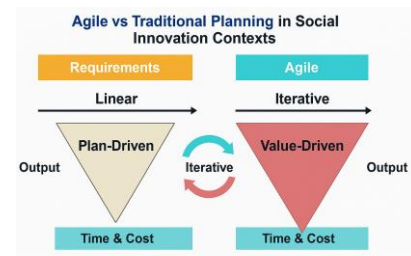 Agile vs Traditional Planning in Social
Innovation Contexts
Requirements
Agile
Linear
Iterative
Plan-Driven
Value-Driven
Output
Iterative
Output
Time & Cost
Time & Cost